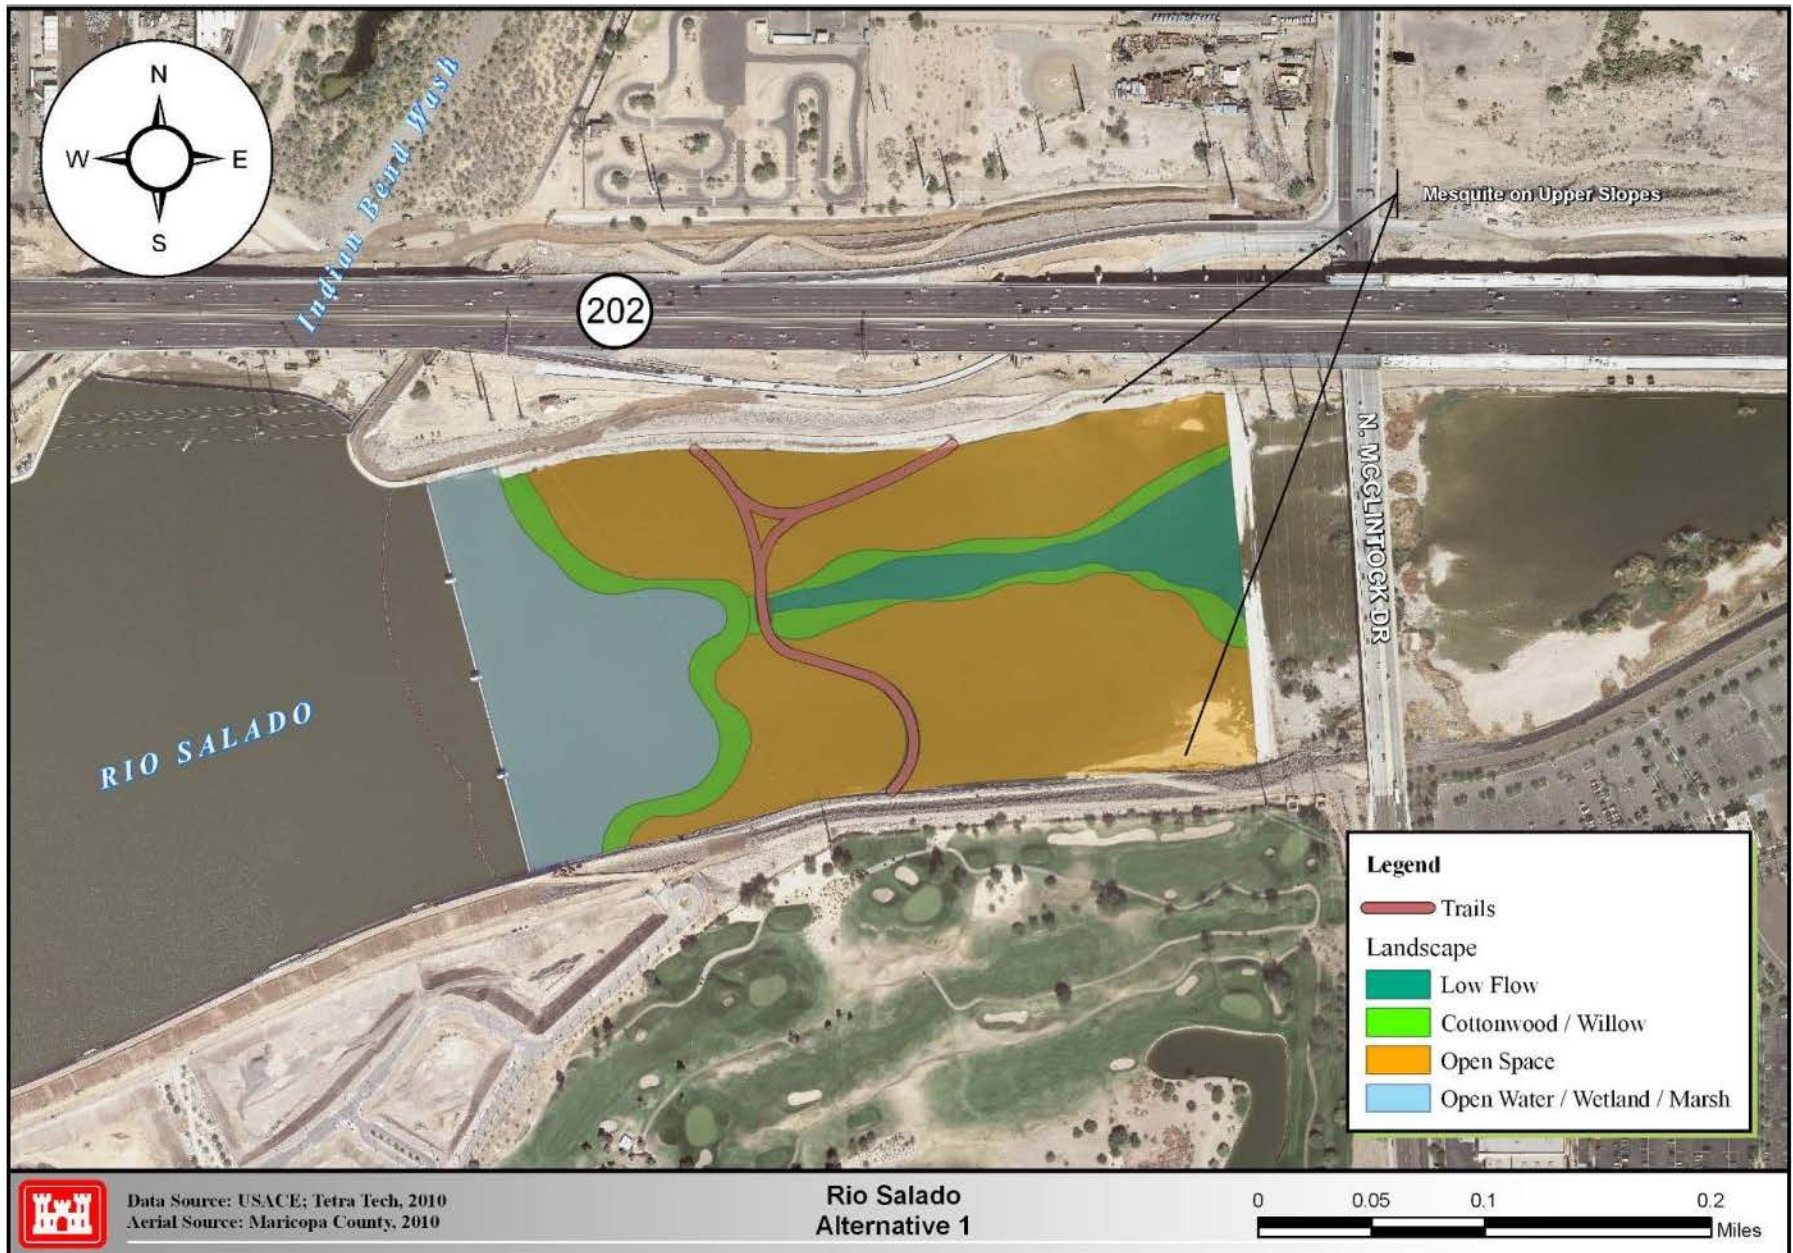 N
W
E
S
Indian Bend Wash
Mesquite on Upper Slopes
202
N. MCCLINTOCK DR
RIO SALADO
Legend
Trails
Landscape
Low Flow
Cottonwood / Willow
Open Space
Open Water / Wetland / Marsh
Data Source: USACE; Tetra Tech, 2010
Aerial Source: Maricopa County, 2010
Rio Salado
Alternative 1
0 0.05 0.1 0.2
Miles